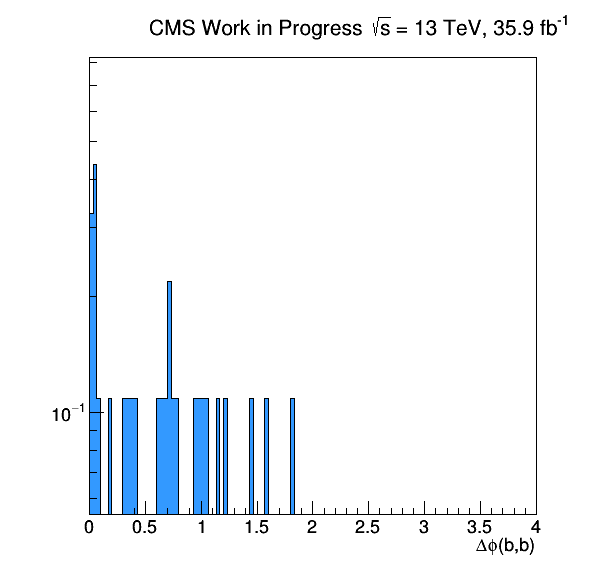 CMS Work in Progress √s = 13 TeV, 35.9 fb⁻¹
10⁻¹
0 0.5 1 1.5 2 2.5 3 3.5 4
Δϕ(b,b)